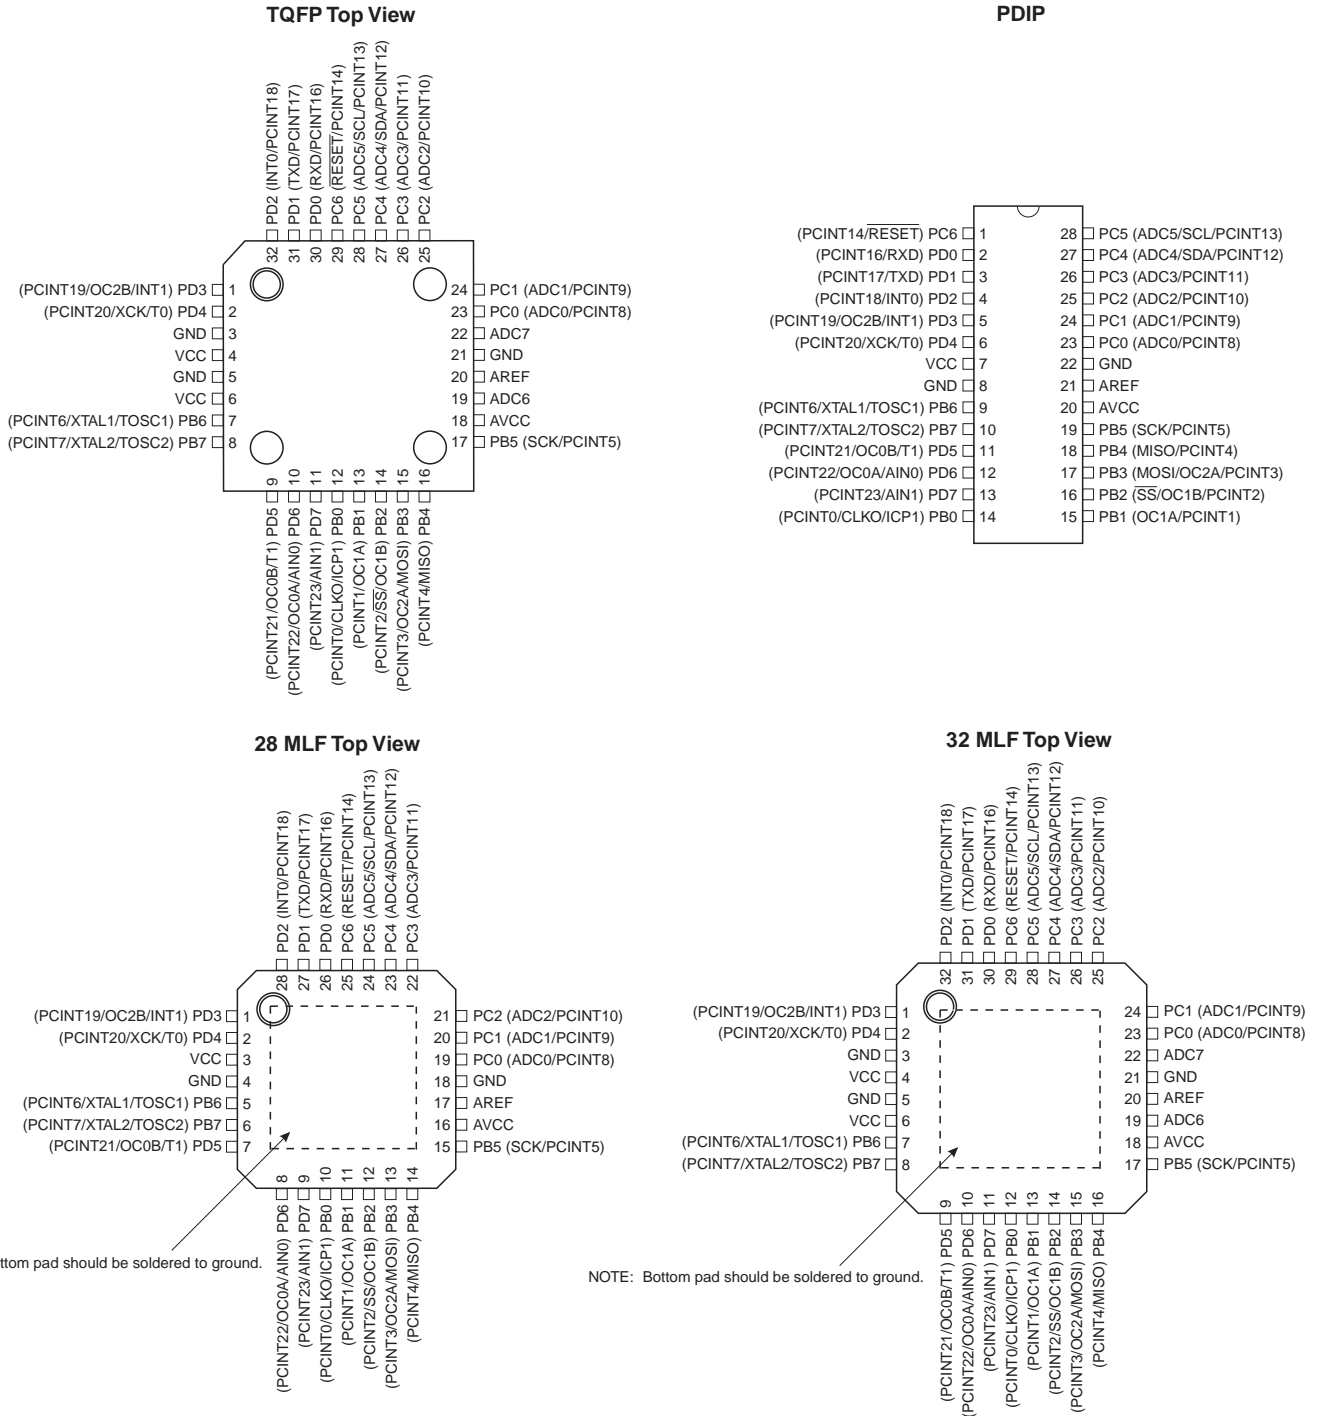 TQFP Top View
32 PD2 (INT0/PCINT18)
31 PD1 (TXD/PCINT17)
30 PD0 (RXD/PCINT16)
29 PC6 (RESET/PCINT14)
28 PC5 (ADC5/SCL/PCINT13)
27 PC4 (ADC4/SDA/PCINT12)
26 PC3 (ADC3/PCINT11)
25 PC2 (ADC2/PCINT10)
(PCINT19/OC2B/INT1) PD3 1
(PCINT20/XCK/T0) PD4 2
GND 3
VCC 4
GND 5
VCC 6
(PCINT6/XTAL1/TOSC1) PB6 7
(PCINT7/XTAL2/TOSC2) PB7 8
24 PC1 (ADC1/PCINT9)
23 PC0 (ADC0/PCINT8)
22 ADC7
21 GND
20 AREF
19 ADC6
18 AVCC
17 PB5 (SCK/PCINT5)
(PCINT21/OC0B/T1) PD5 9
(PCINT22/OC0A/AIN0) PD6 10
(PCINT23/AIN1) PD7 11
(PCINT0/CLKO/ICP1) PB0 12
(PCINT1/OC1A) PB1 13
(PCINT2/SS/OC1B) PB2 14
(PCINT3/OC2A/MOSI) PB3 15
(PCINT4/MISO) PB4 16
PDIP
(PCINT14/RESET) PC6 1
(PCINT16/RXD) PD0 2
(PCINT17/TXD) PD1 3
(PCINT18/INT0) PD2 4
(PCINT19/OC2B/INT1) PD3 5
(PCINT20/XCK/T0) PD4 6
VCC 7
GND 8
(PCINT6/XTAL1/TOSC1) PB6 9
(PCINT7/XTAL2/TOSC2) PB7 10
(PCINT21/OC0B/T1) PD5 11
(PCINT22/OC0A/AIN0) PD6 12
(PCINT23/AIN1) PD7 13
(PCINT0/CLKO/ICP1) PB0 14
28 PC5 (ADC5/SCL/PCINT13)
27 PC4 (ADC4/SDA/PCINT12)
26 PC3 (ADC3/PCINT11)
25 PC2 (ADC2/PCINT10)
24 PC1 (ADC1/PCINT9)
23 PC0 (ADC0/PCINT8)
22 GND
21 AREF
20 AVCC
19 PB5 (SCK/PCINT5)
18 PB4 (MISO/PCINT4)
17 PB3 (MOSI/OC2A/PCINT3)
16 PB2 (SS/OC1B/PCINT2)
15 PB1 (OC1A/PCINT1)
28 MLF Top View
28 PD2 (INT0/PCINT18)
27 PD1 (TXD/PCINT17)
26 PD0 (RXD/PCINT16)
25 PC6 (RESET/PCINT14)
24 PC5 (ADC5/SCL/PCINT13)
23 PC4 (ADC4/SDA/PCINT12)
22 PC3 (ADC3/PCINT11)
(PCINT19/OC2B/INT1) PD3 1
(PCINT20/XCK/T0) PD4 2
VCC 3
GND 4
(PCINT6/XTAL1/TOSC1) PB6 5
(PCINT7/XTAL2/TOSC2) PB7 6
(PCINT21/OC0B/T1) PD5 7
21 PC2 (ADC2/PCINT10)
20 PC1 (ADC1/PCINT9)
19 PC0 (ADC0/PCINT8)
18 GND
17 AREF
16 AVCC
15 PB5 (SCK/PCINT5)
(PCINT22/OC0A/AIN0) PD6 8
(PCINT23/AIN1) PD7 9
(PCINT0/CLKO/ICP1) PB0 10
(PCINT1/OC1A) PB1 11
(PCINT2/SS/OC1B) PB2 12
(PCINT3/OC2A/MOSI) PB3 13
(PCINT4/MISO) PB4 14
ttom pad should be soldered to ground.
32 MLF Top View
32 PD2 (INT0/PCINT18)
31 PD1 (TXD/PCINT17)
30 PD0 (RXD/PCINT16)
29 PC6 (RESET/PCINT14)
28 PC5 (ADC5/SCL/PCINT13)
27 PC4 (ADC4/SDA/PCINT12)
26 PC3 (ADC3/PCINT11)
25 PC2 (ADC2/PCINT10)
(PCINT19/OC2B/INT1) PD3 1
(PCINT20/XCK/T0) PD4 2
GND 3
VCC 4
GND 5
VCC 6
(PCINT6/XTAL1/TOSC1) PB6 7
(PCINT7/XTAL2/TOSC2) PB7 8
24 PC1 (ADC1/PCINT9)
23 PC0 (ADC0/PCINT8)
22 ADC7
21 GND
20 AREF
19 ADC6
18 AVCC
17 PB5 (SCK/PCINT5)
(PCINT21/OC0B/T1) PD5 9
(PCINT22/OC0A/AIN0) PD6 10
(PCINT23/AIN1) PD7 11
(PCINT0/CLKO/ICP1) PB0 12
(PCINT1/OC1A) PB1 13
(PCINT2/SS/OC1B) PB2 14
(PCINT3/OC2A/MOSI) PB3 15
(PCINT4/MISO) PB4 16
NOTE: Bottom pad should be soldered to ground.